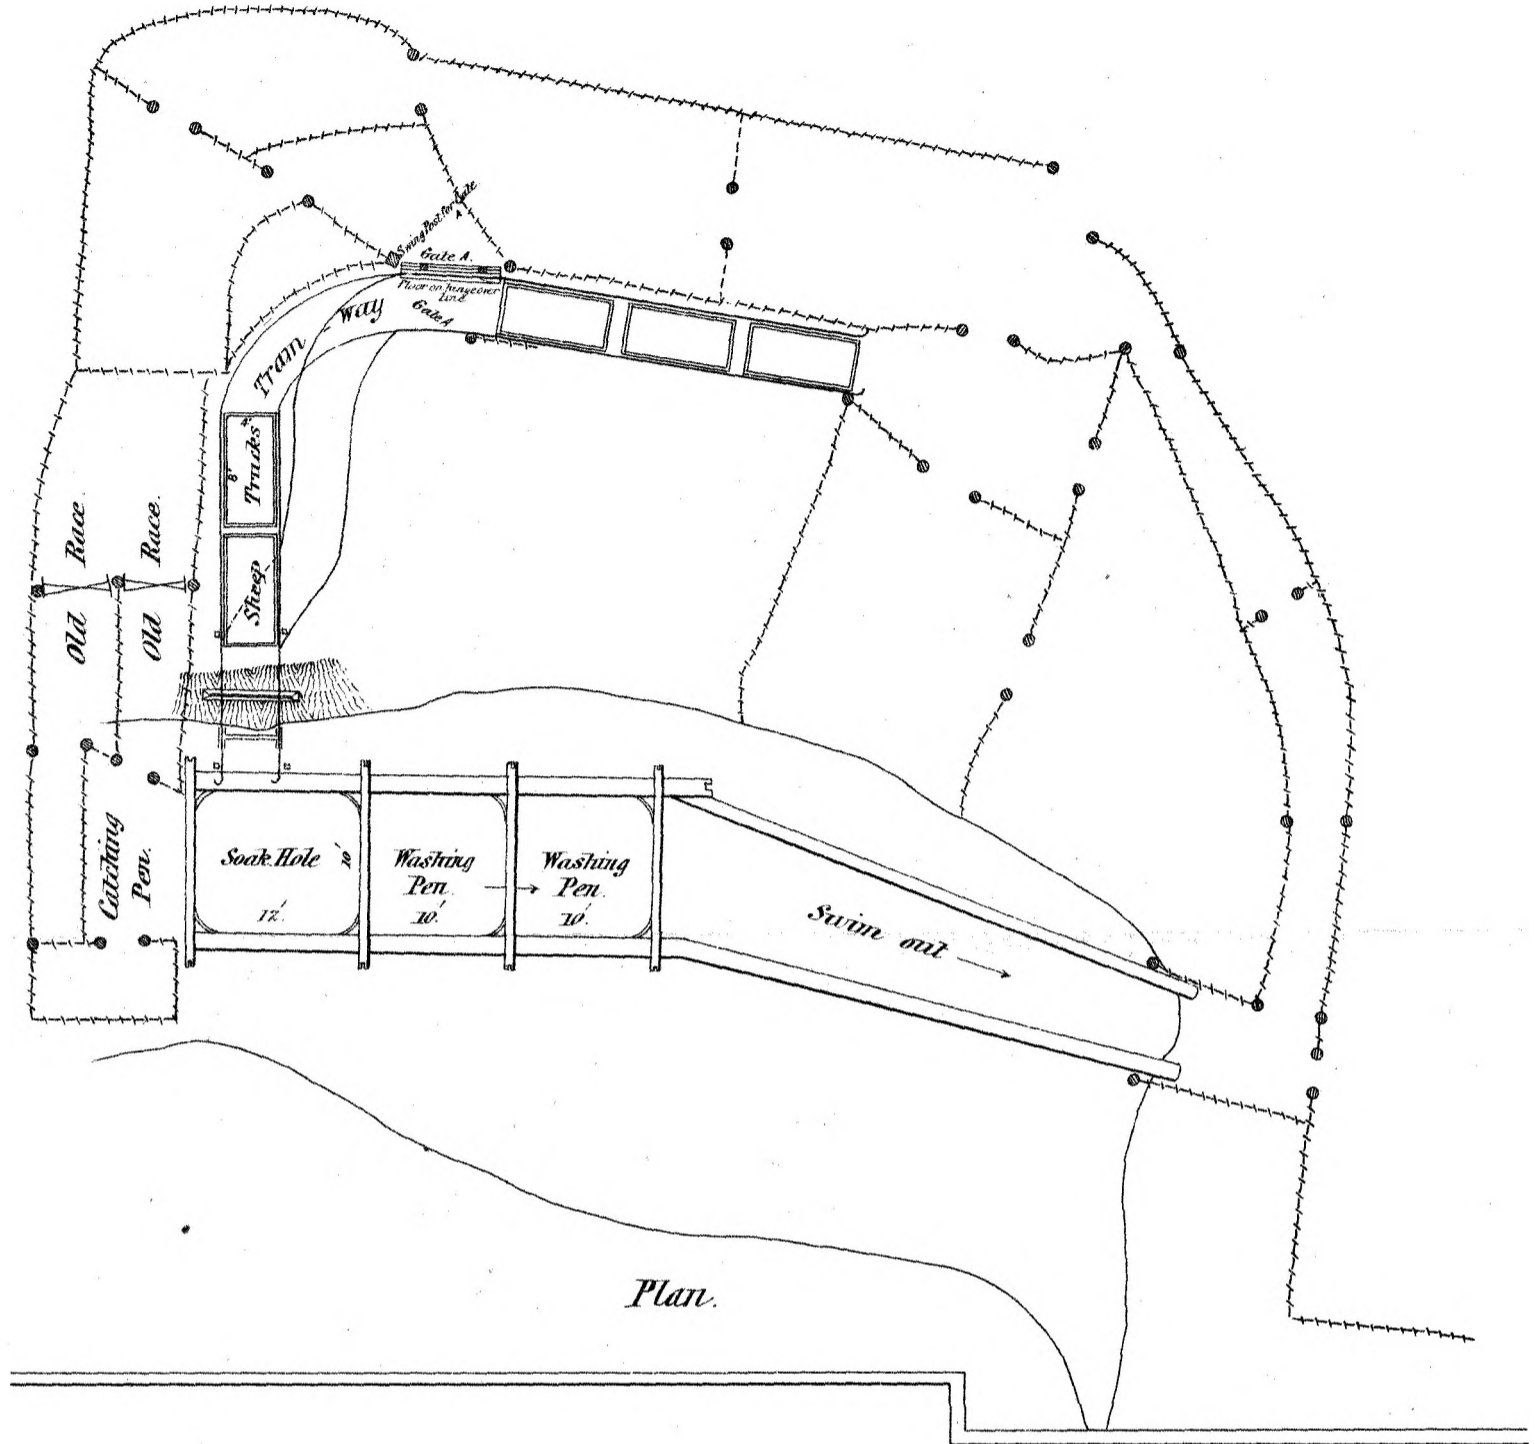 Swing Post for Gate
A
Gate A.
Floor on hinge over
Line
Gate A
Tram-way
4'
8'
Trucks
Sheep
Old Race.
Old Race.
Catching
Pen.
Soak Hole
10'
12'
Washing
Pen
10'
Washing
Pen.
10'
Swim out
Plan.